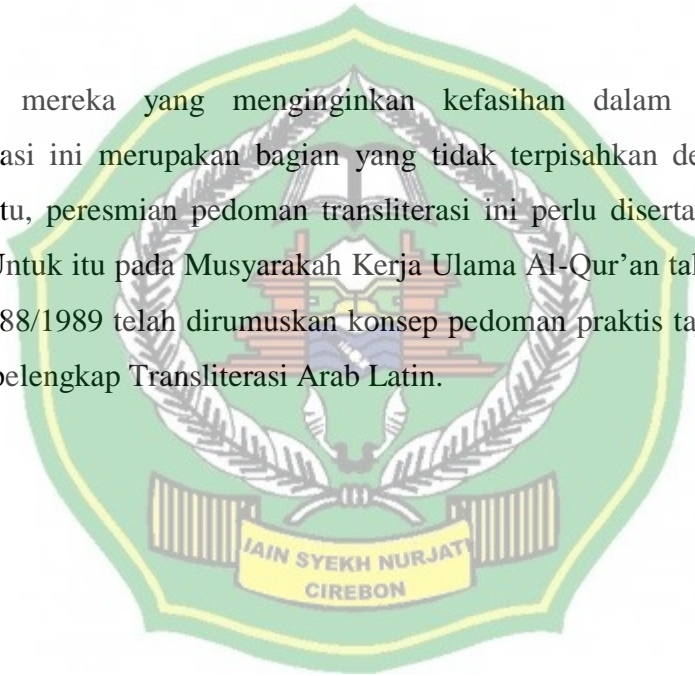 mereka yang menginginkan kefasihan dalam
asi ini merupakan bagian yang tidak terpisahkan de
tu, peresmian pedoman transliterasi ini perlu diserta
Untuk itu pada Musyarakah Kerja Ulama Al-Qur’an ta
88/1989 telah dirumuskan konsep pedoman praktis ta
pelengkap Transliterasi Arab Latin.
IAIN SYEKH NURJATI
CIREBON